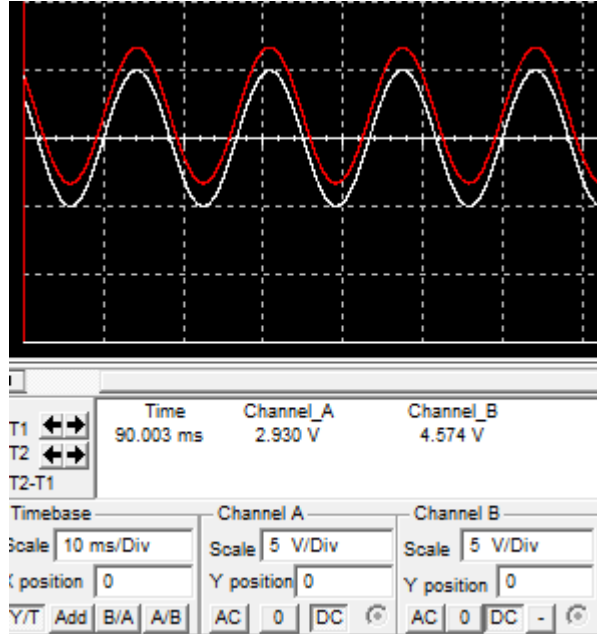 Time Channel_A Channel_B
T1 90.003 ms 2.930 V 4.574 V
T2
T2-T1
Timebase Channel A Channel B
Scale 10 ms/Div Scale 5 V/Div Scale 5 V/Div
X position 0 Y position 0 Y position 0
Y/T Add B/A A/B AC 0 DC AC 0 DC -